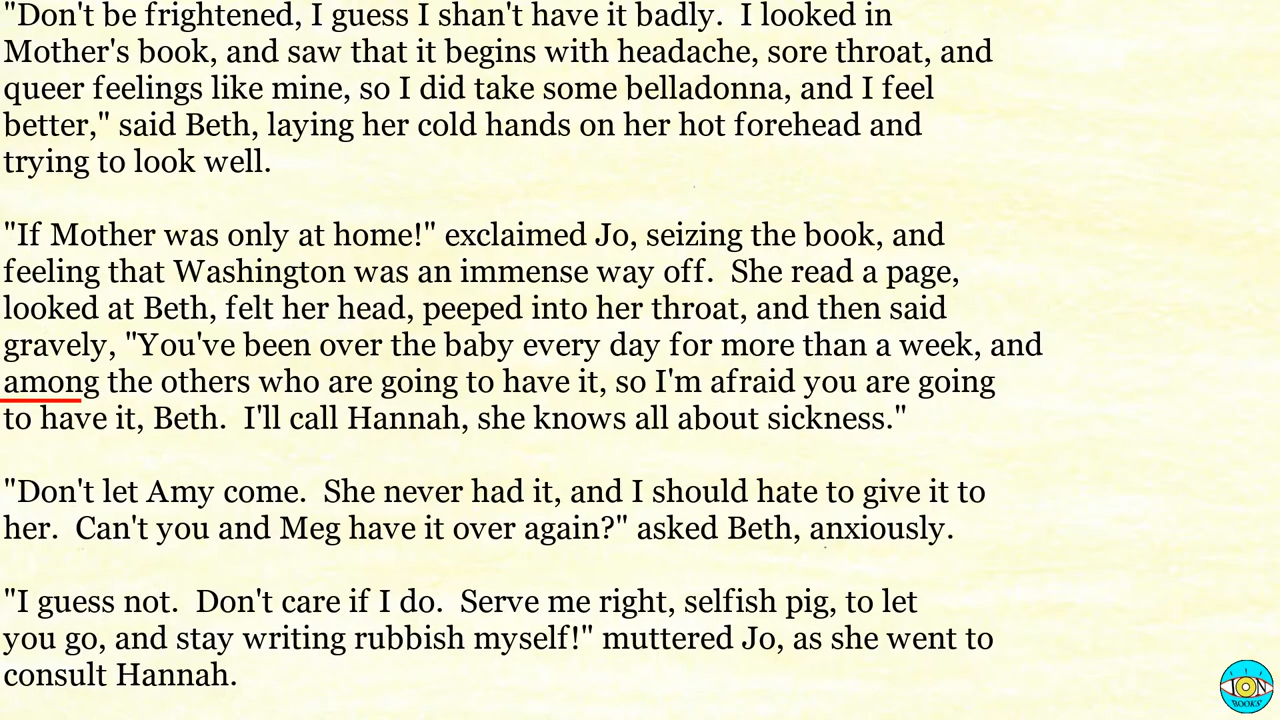 "Don't be frightened, I guess I shan't have it badly.  I looked in
Mother's book, and saw that it begins with headache, sore throat, and
queer feelings like mine, so I did take some belladonna, and I feel
better," said Beth, laying her cold hands on her hot forehead and
trying to look well.
"If Mother was only at home!" exclaimed Jo, seizing the book, and
feeling that Washington was an immense way off.  She read a page,
looked at Beth, felt her head, peeped into her throat, and then said
gravely, "You've been over the baby every day for more than a week, and
among the others who are going to have it, so I'm afraid you are going
to have it, Beth.  I'll call Hannah, she knows all about sickness."
"Don't let Amy come.  She never had it, and I should hate to give it to
her.  Can't you and Meg have it over again?" asked Beth, anxiously.
"I guess not.  Don't care if I do.  Serve me right, selfish pig, to let
you go, and stay writing rubbish myself!" muttered Jo, as she went to
consult Hannah.
ION
BOOKS